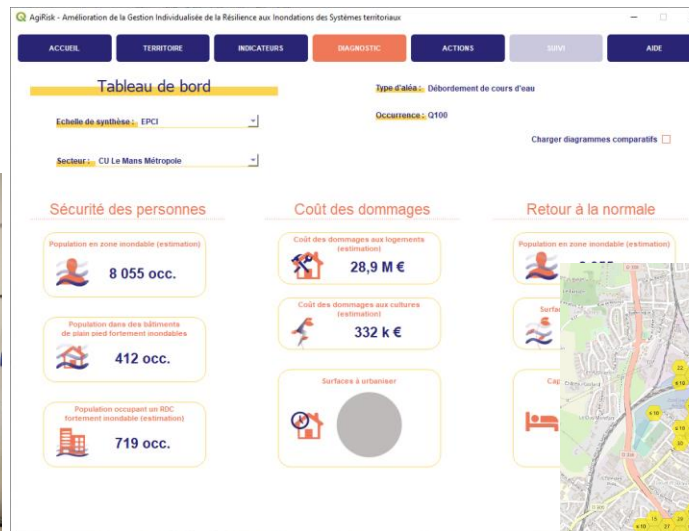 AgiRisk - Amélioration de la Gestion Individualisée de la Résilience aux Inondations des Systèmes territoriaux
ACCUEIL TERRITOIRE INDICATEURS DIAGNOSTIC ACTIONS SUIVI AIDE
Tableau de bord
Type d'aléa : Débordement de cours d'eau
Echelle de synthèse : EPCI
Occurrence : Q100
Charger diagrammes comparatifs
Secteur : CU Le Mans Métropole
Sécurité des personnes
Coût des dommages
Retour à la normale
Population en zone inondable (estimation)
8 055 occ.
Population dans des bâtiments
de plain pied fortement inondables
412 occ.
Population occupant un RDC
fortement inondable (estimation)
719 occ.
Coût des dommages aux logements
(estimation)
28,9 M €
Coût des dommages aux cultures
(estimation)
332 k €
Surfaces à urbaniser
Population en zone inondable (estimation)